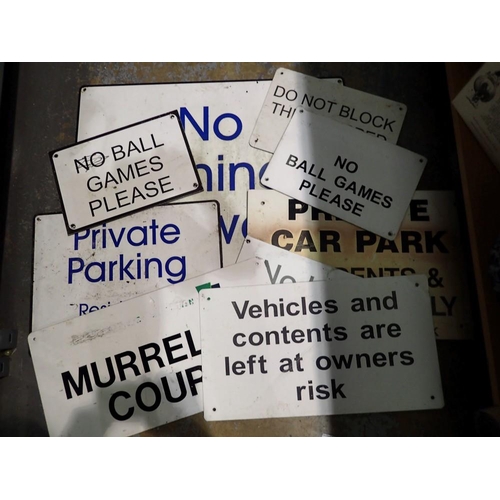 No
DO NOT BLOCK
NO BALL
GAMES
PLEASE
NO
BALL GAMES
PLEASE
Private
Parking
CAR PARK
&
MURREL
COUR
Vehicles and
contents are
left at owners
risk